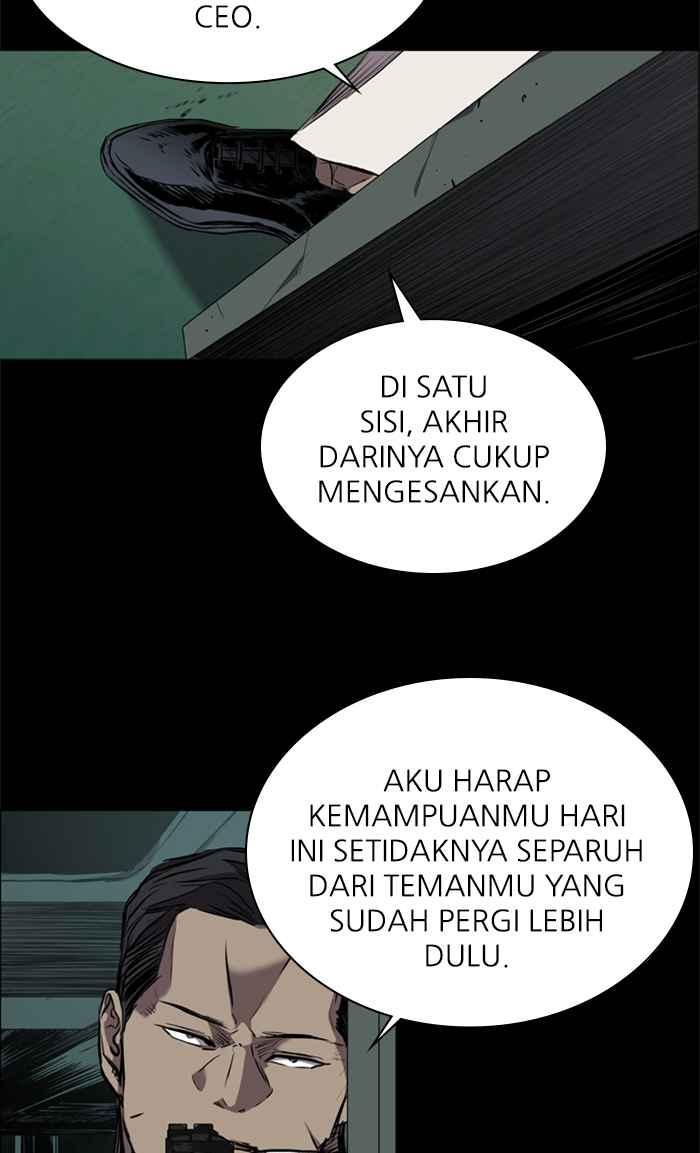 CEO.
DI SATU
SISI, AKHIR
DARINYA CUKUP
MENGESANKAN.
AKU HARAP
KEMAMPUANMU HARI
INI SETIDAKNYA SEPARUH
DARI TEMANMU YANG
SUDAH PERGI LEBIH
DULU.